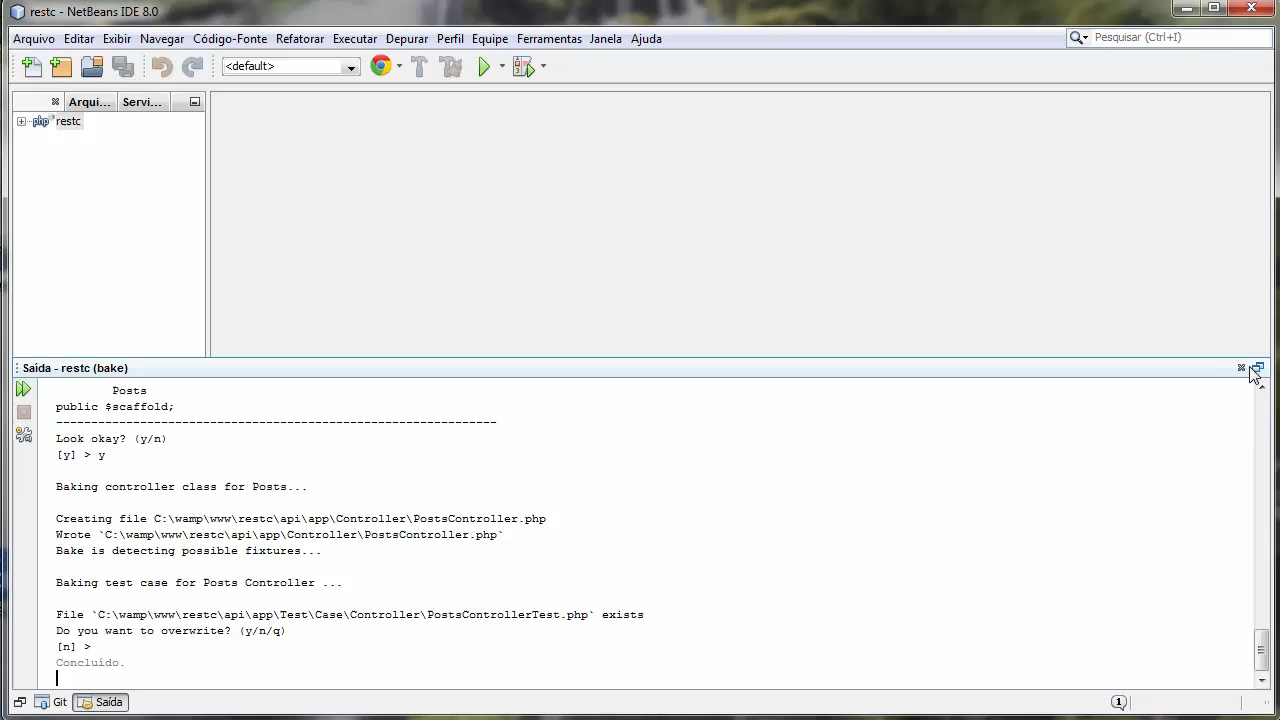 restc - NetBeans IDE 8.0
Arquivo Editar Exibir Navegar Código-Fonte Refatorar Executar Depurar Perfil Equipe Ferramentas Janela Ajuda
Pesquisar (Ctrl+I)
<default>
Arqui... Servi...
php restc
Saída - restc (bake)
Posts
public $scaffold;
---------------------------------------------------------------
Look okay? (y/n)
[y] > y
Baking controller class for Posts...
Creating file C:\wamp\www\restc\api\app\Controller\PostsController.php
Wrote `C:\wamp\www\restc\api\app\Controller\PostsController.php`
Bake is detecting possible fixtures...
Baking test case for Posts Controller ...
File `C:\wamp\www\restc\api\app\Test\Case\Controller\PostsControllerTest.php` exists
Do you want to overwrite? (y/n/q)
[n] >
Concluído.
Git Saída
1